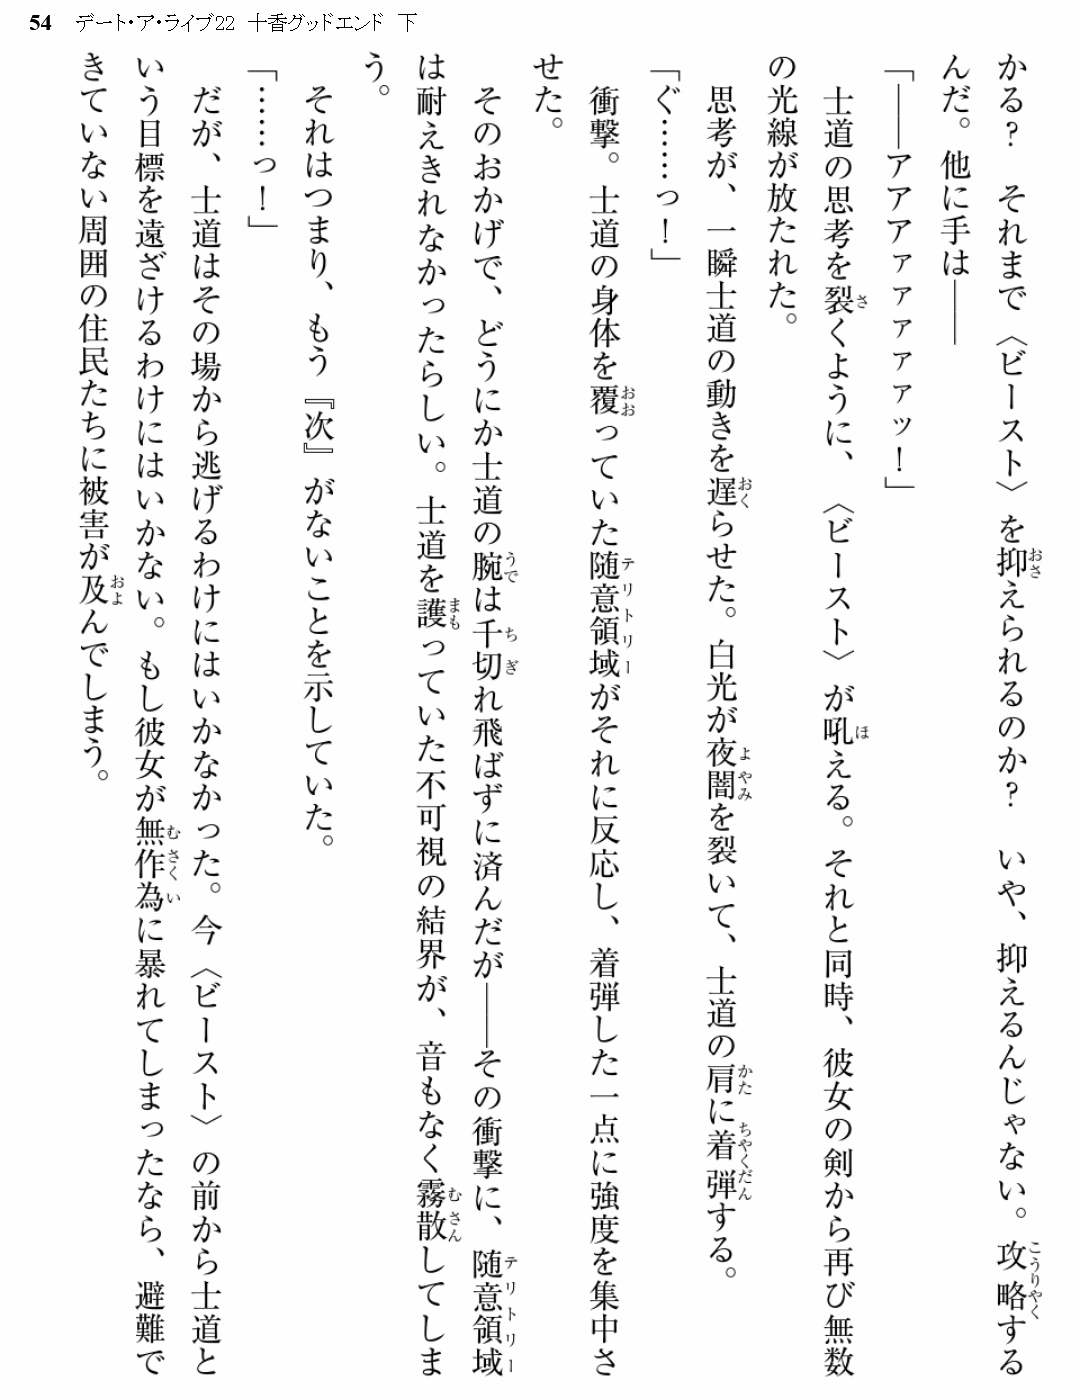 54 デート・ア・ライブ22 十香グッドエンド 下
かる？　それまで〈ビースト〉を抑えられるのか？　いや、抑えるんじゃない。攻略する
んだ。他に手は――
「――アアアァァァァァッ！」
　士道の思考を裂くように、〈ビースト〉が吼える。それと同時、彼女の剣から再び無数
の光線が放たれた。
　思考が、一瞬士道の動きを遅らせた。白光が夜闇を裂いて、士道の肩に着弾する。
「ぐ……っ！」
　衝撃。士道の身体を覆っていた随意領域がそれに反応し、着弾した一点に強度を集中さ
せた。
　そのおかげで、どうにか士道の腕は千切れ飛ばずに済んだが――その衝撃に、随意領域
は耐えきれなかったらしい。士道を護っていた不可視の結界が、音もなく霧散してしま
う。
　それはつまり、もう『次』がないことを示していた。
「……っ！」
　だが、士道はその場から逃げるわけにはいかなかった。今〈ビースト〉の前から士道と
いう目標を遠ざけるわけにはいかない。もし彼女が無作為に暴れてしまったなら、避難で
きていない周囲の住民たちに被害が及んでしまう。